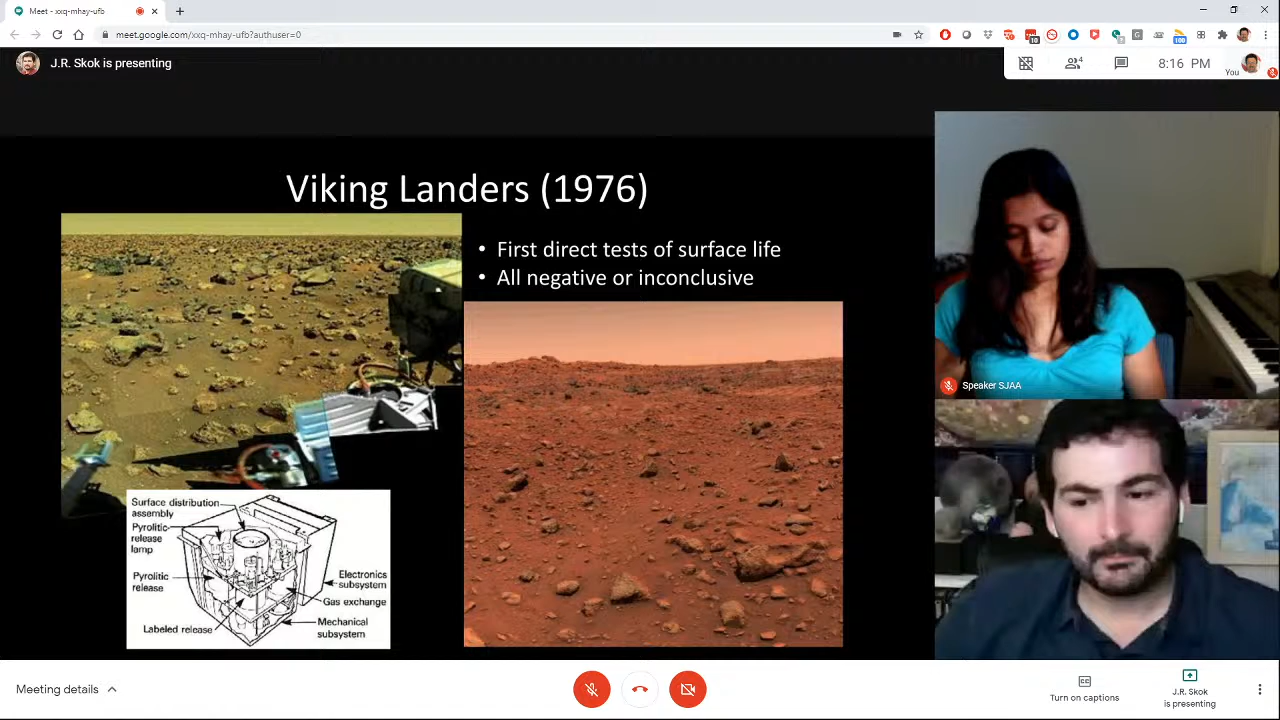 Meet - xxq-mhay-ufb
meet.google.com/xxq-mhay-ufb?authuser=0
J.R. Skok is presenting
4
8:16 PM
You
10
100
Viking Landers (1976)
• First direct tests of surface life
• All negative or inconclusive
Surface distribution
assembly
Pyrolitic
release
lamp
Pyrolitic
release
Labeled release
Electronics
subsystem
Gas exchange
Mechanical
subsystem
Speaker SJAA
Meeting details
Turn on captions
J.R. Skok
is presenting